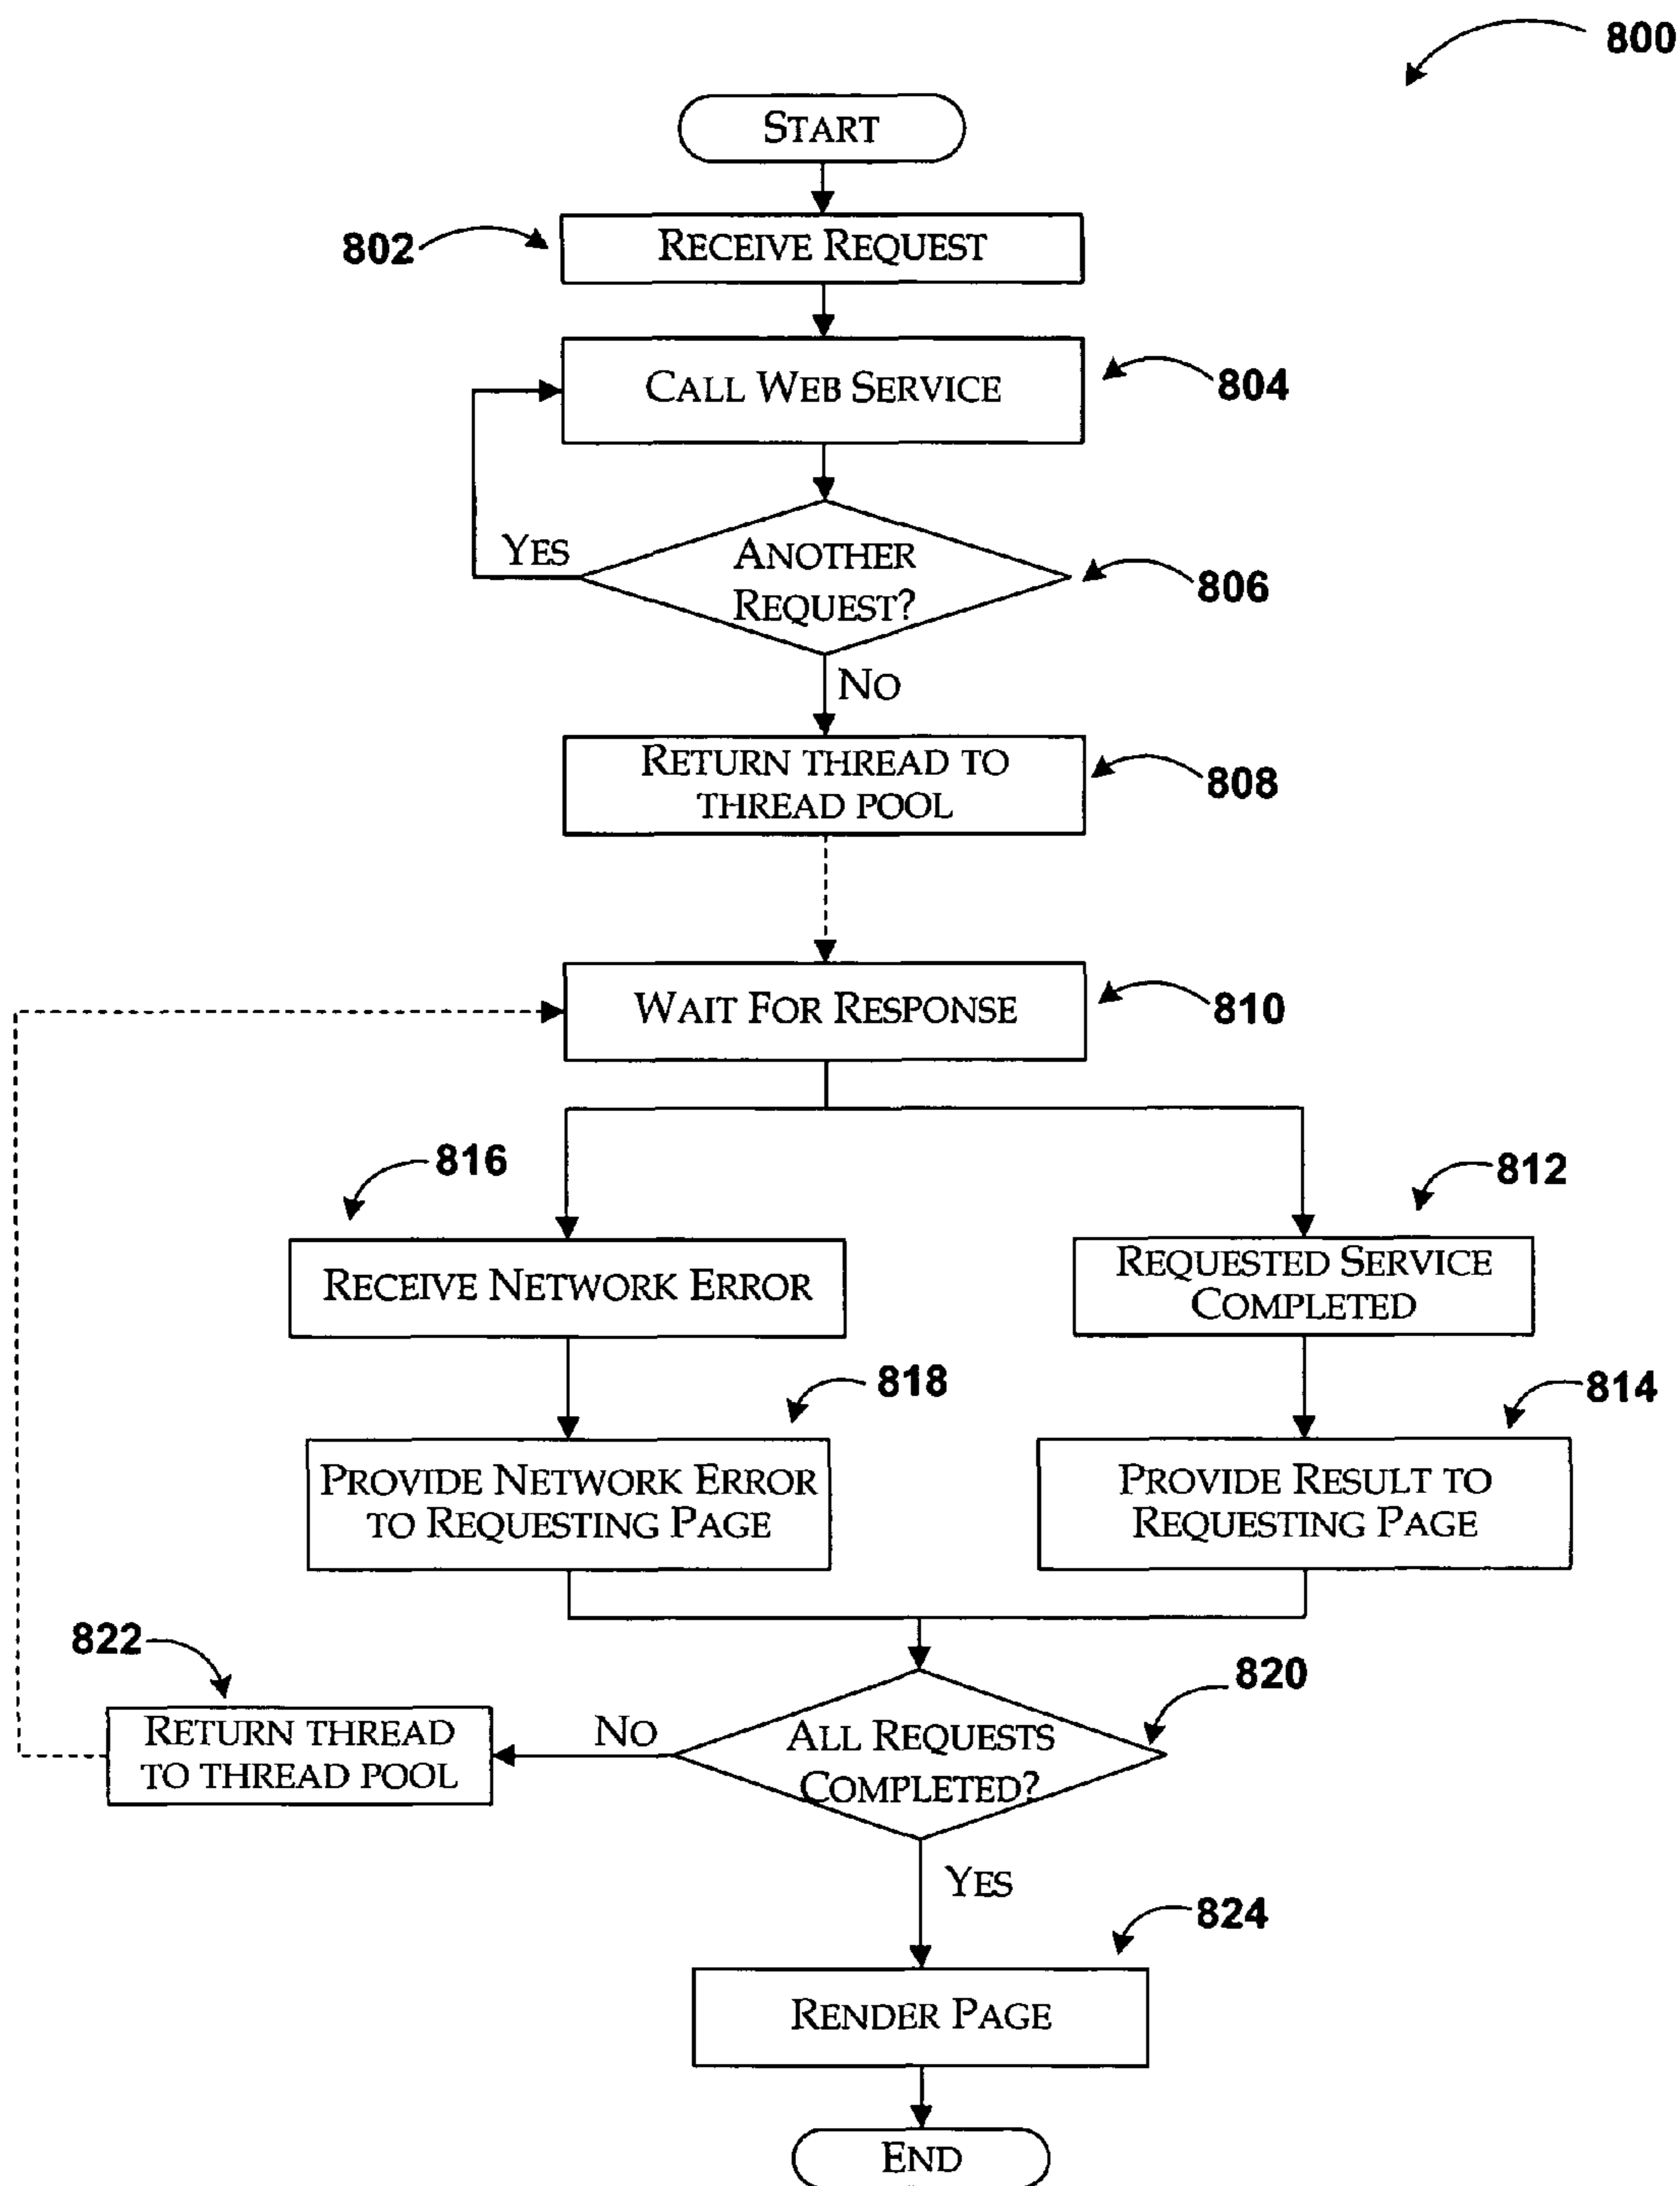 800
START
802
RECEIVE REQUEST
CALL WEB SERVICE
804
YES
ANOTHER
REQUEST?
806
NO
RETURN THREAD TO
THREAD POOL
808
WAIT FOR RESPONSE
810
816
812
RECEIVE NETWORK ERROR
REQUESTED SERVICE
COMPLETED
818
814
PROVIDE NETWORK ERROR
TO REQUESTING PAGE
PROVIDE RESULT TO
REQUESTING PAGE
822
820
RETURN THREAD
TO THREAD POOL
NO
ALL REQUESTS
COMPLETED?
YES
824
RENDER PAGE
END